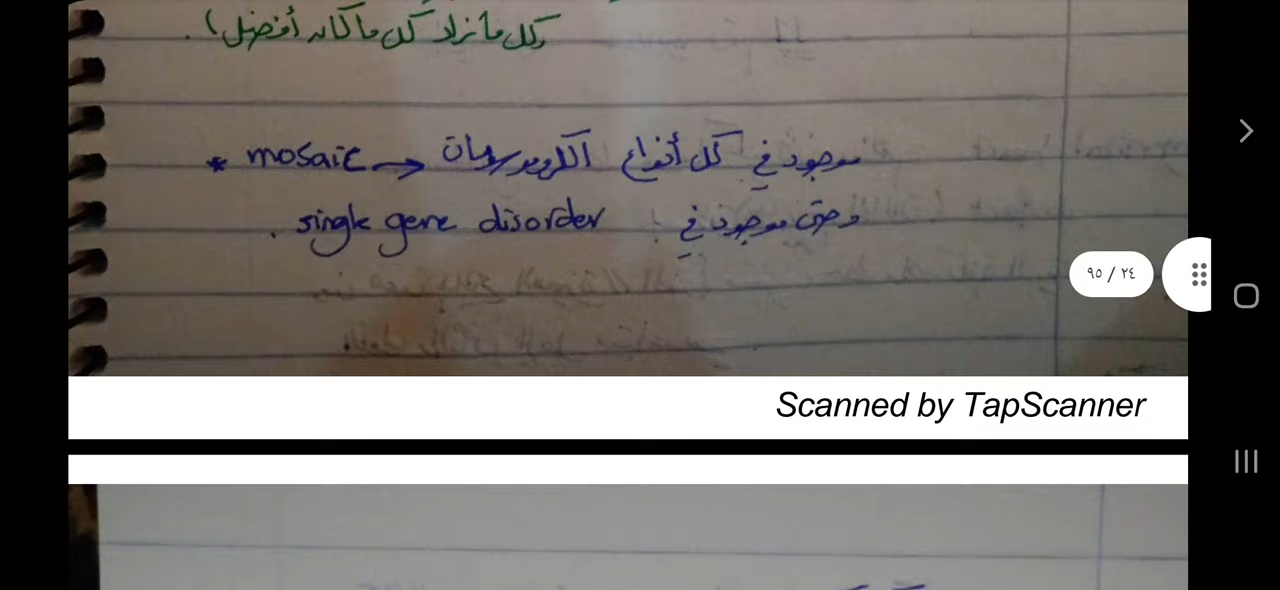 وكل ما زاد كل ما كان أفضل) .
* mosaic → موجود في كل أنواع الكروموسومات
وحتى موجود في single gene disorder .
٩٥ / ٢٤
Scanned by TapScanner